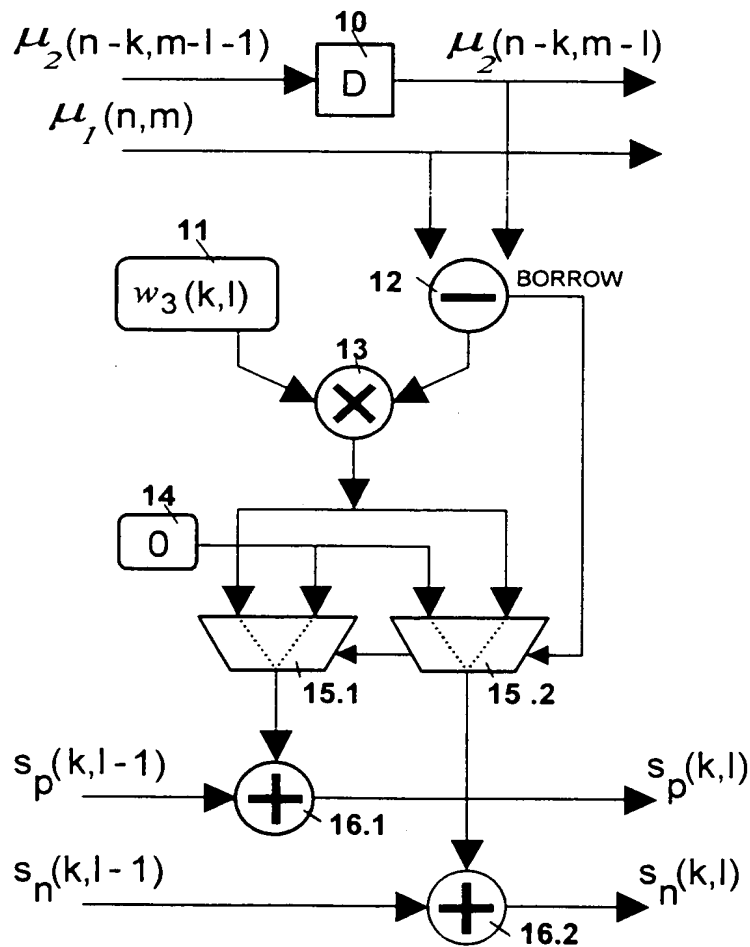 10
μ₂(n-k,m-l-1)
D
μ₂(n-k,m-l)
μ₁(n,m)
11
w₃(k,l)
12
BORROW
13
14
0
15.1
15 .2
sₚ(k,l-1)
16.1
sₚ(k,l)
sₙ(k,l-1)
16.2
sₙ(k,l)